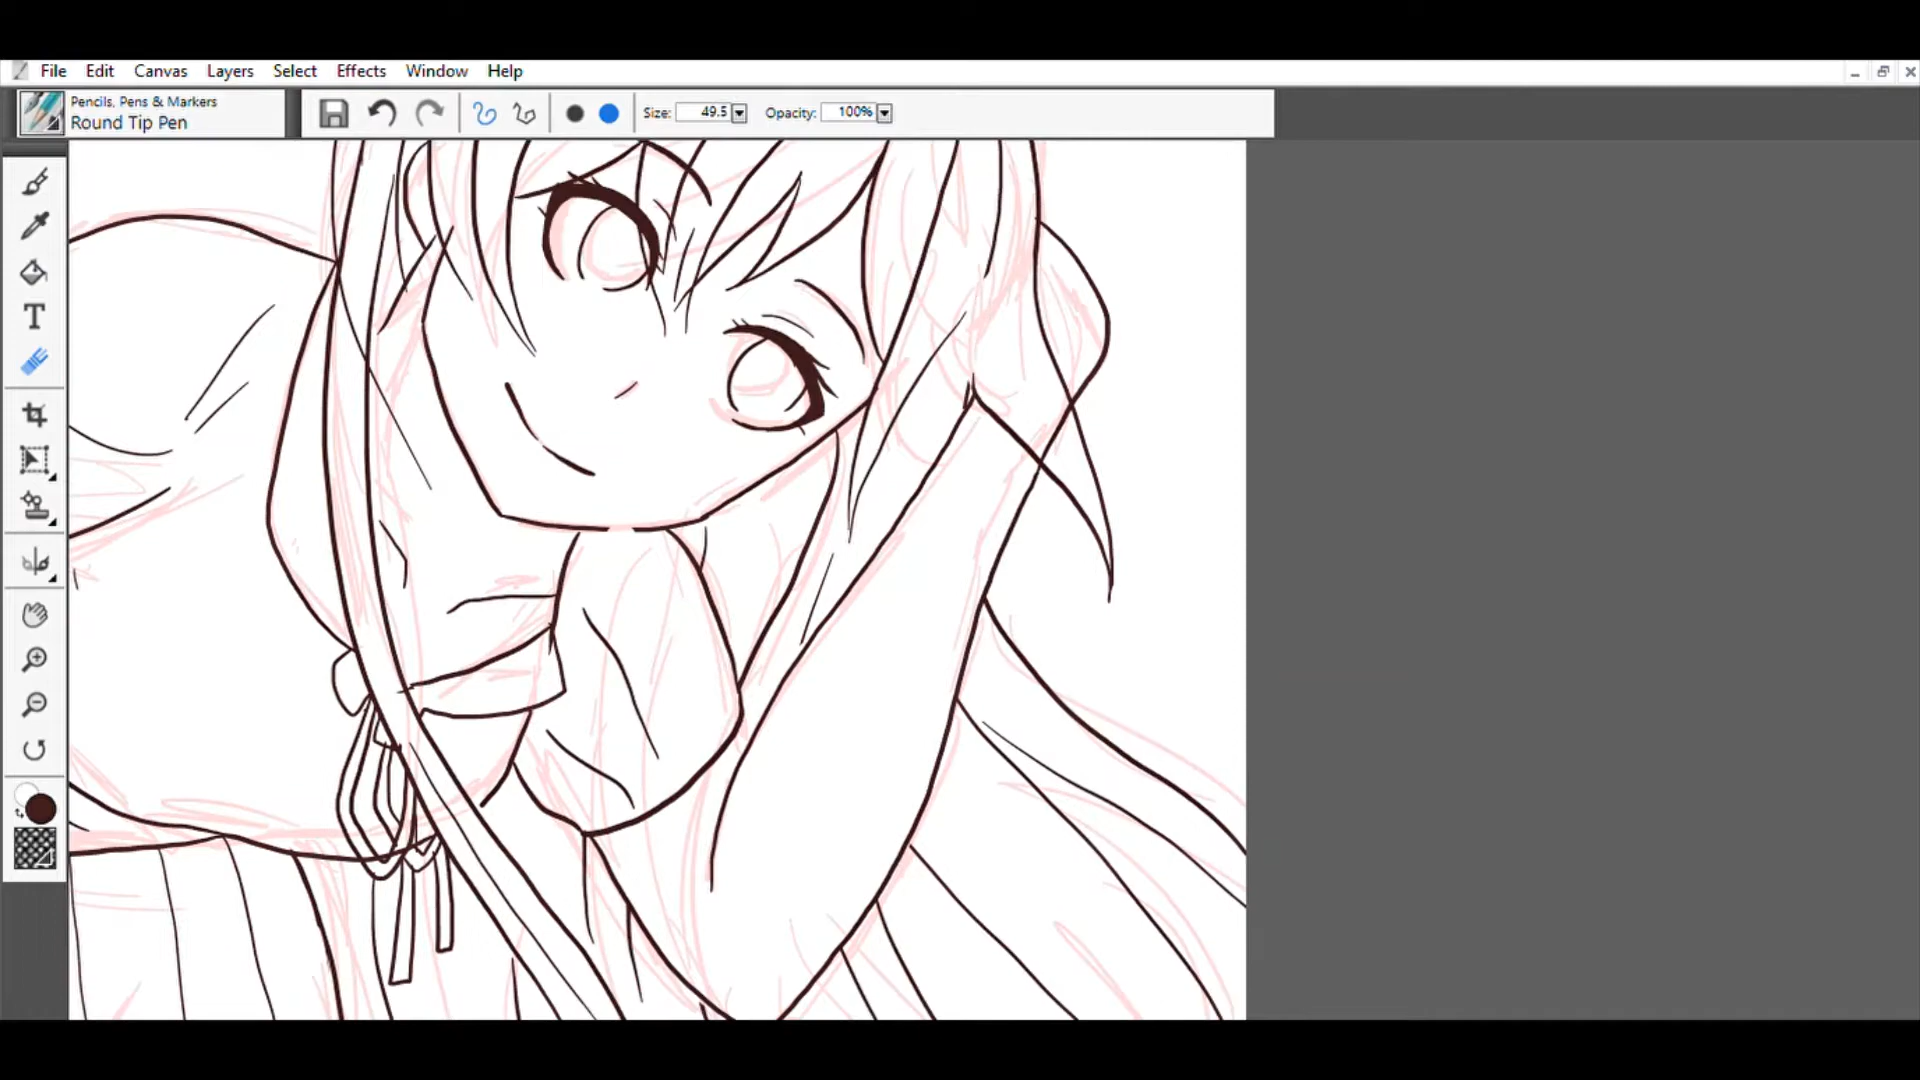 File Edit Canvas Layers Select Effects Window Help
Pencils, Pens & Markers
Round Tip Pen
Size: 49.5 Opacity: 100%
T